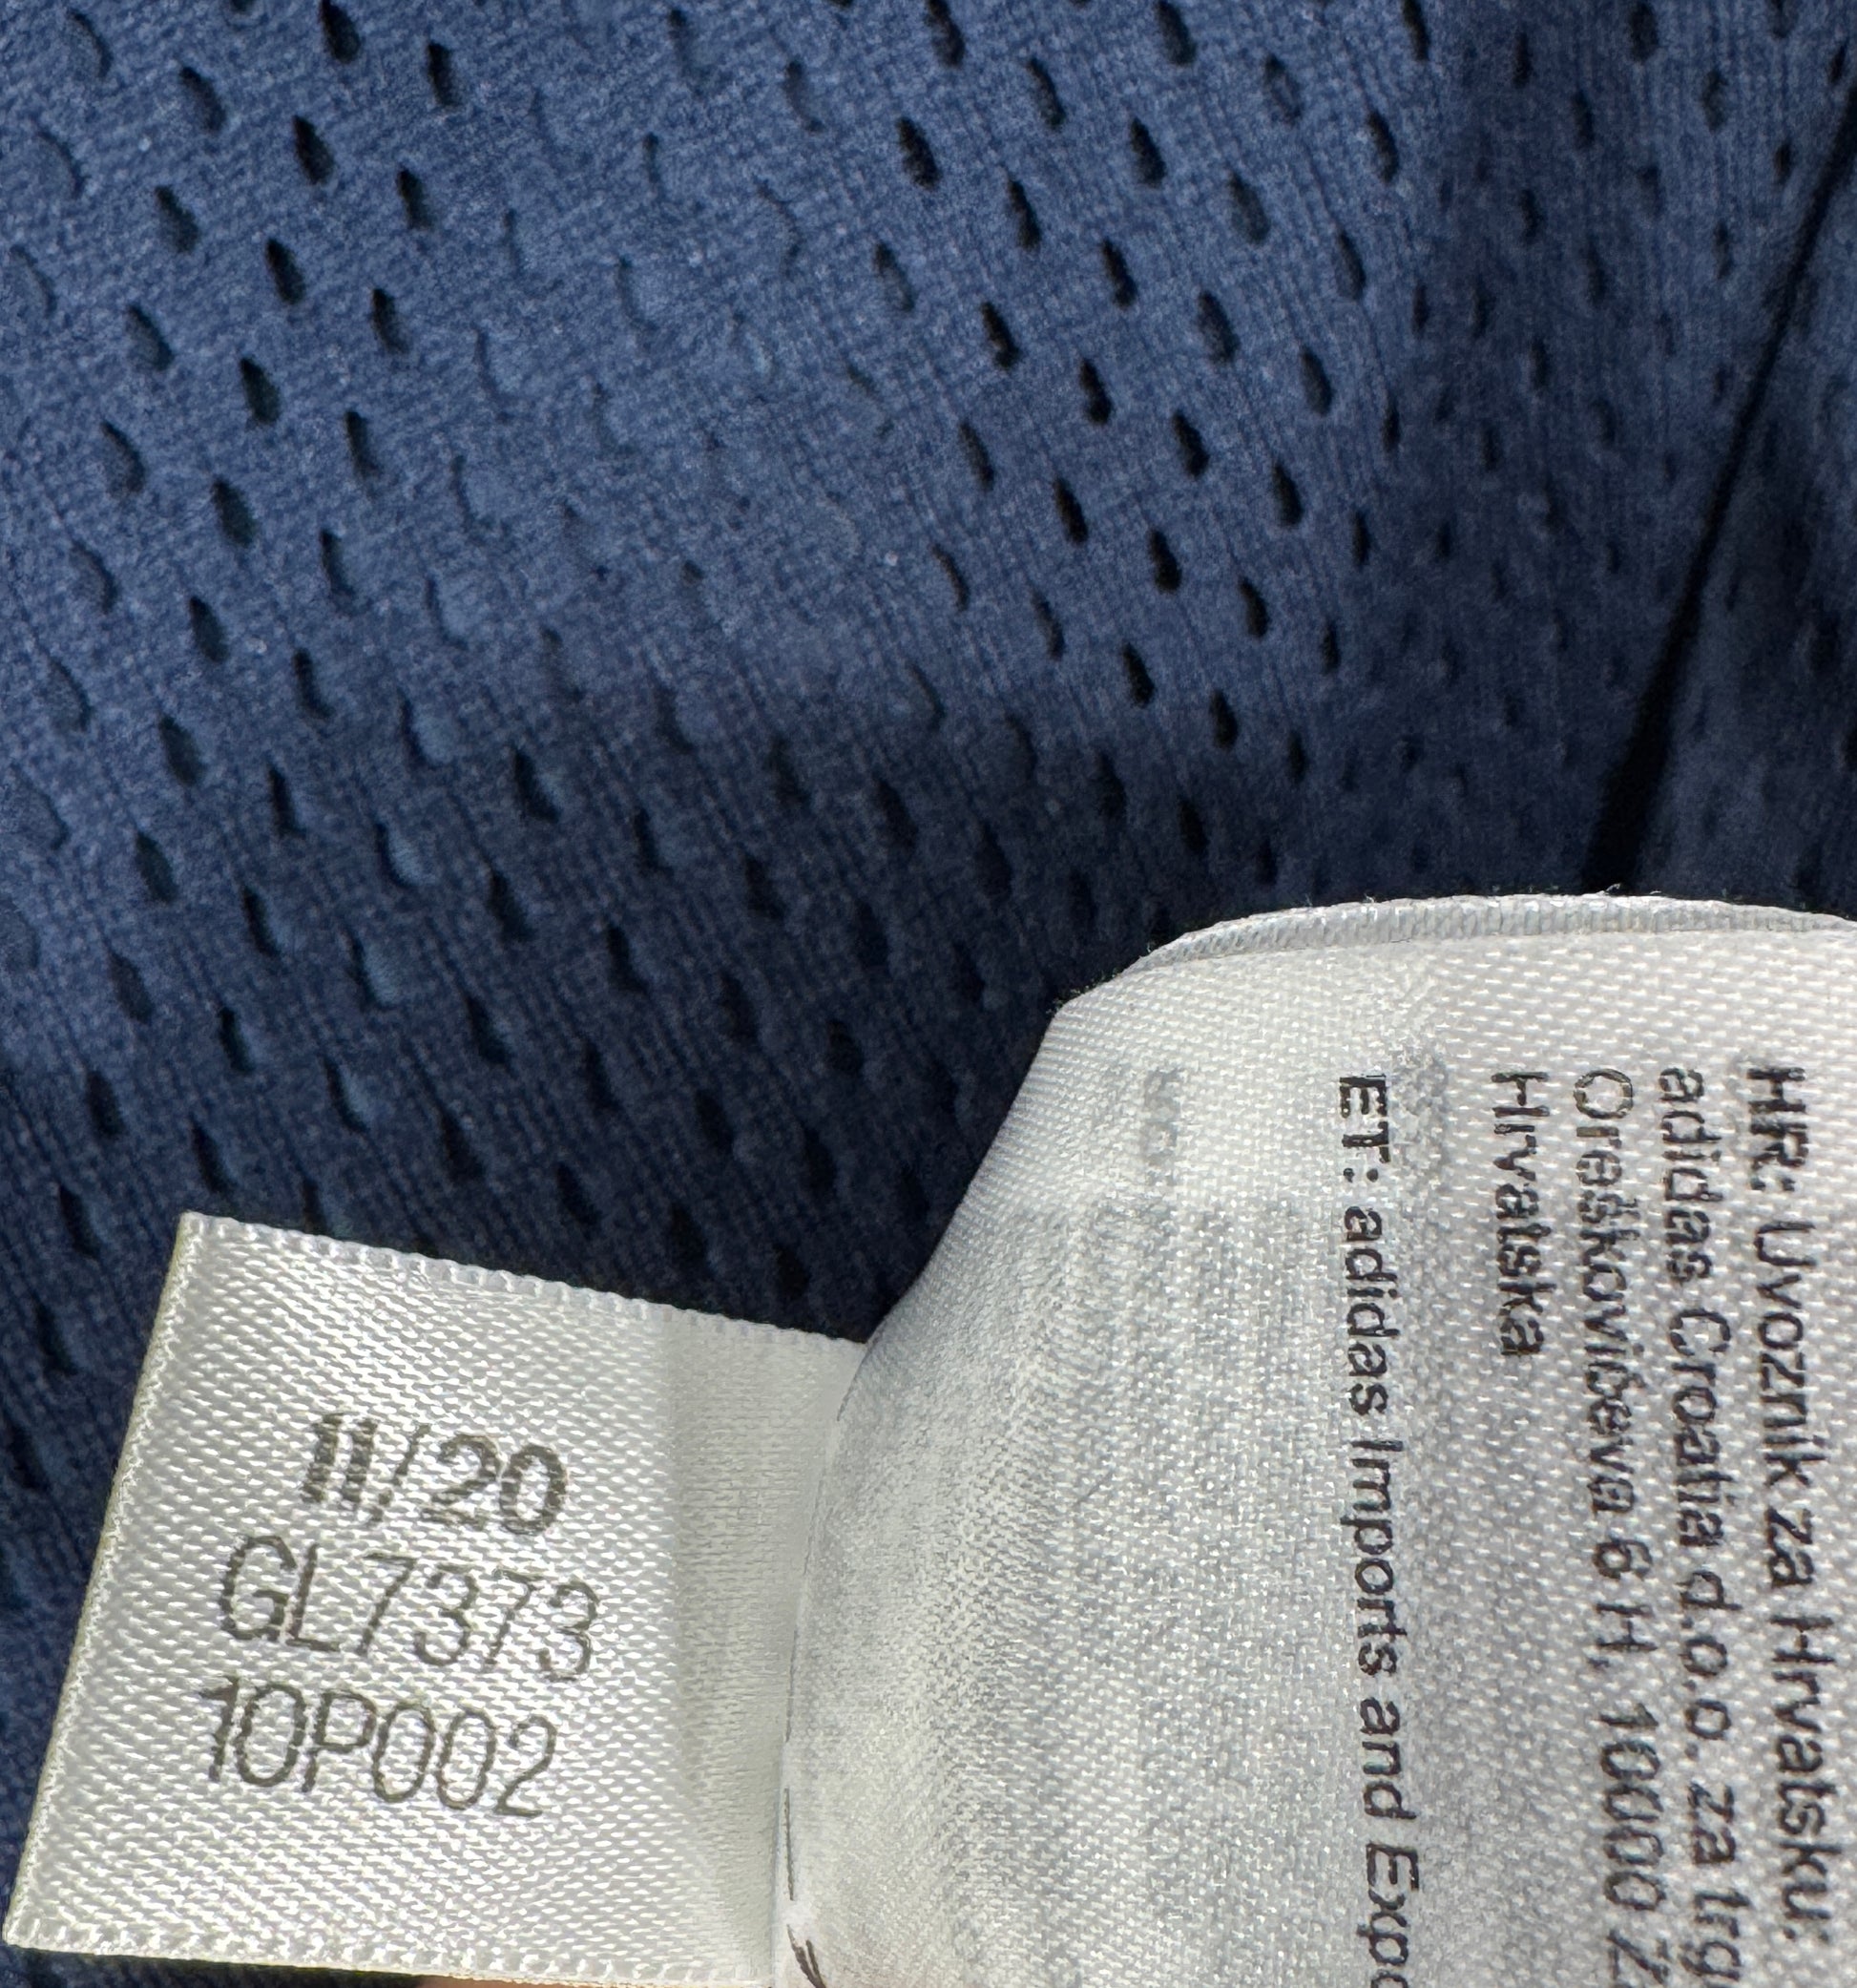 11/20
GL7373
10P002
HR: Uvoznik za Hrvatsku:
adidas Croatia d.o.o. za trg
Oreškovićeva 6 H, 10000 Z
Hrvatska
ET: adidas Imports and Expo